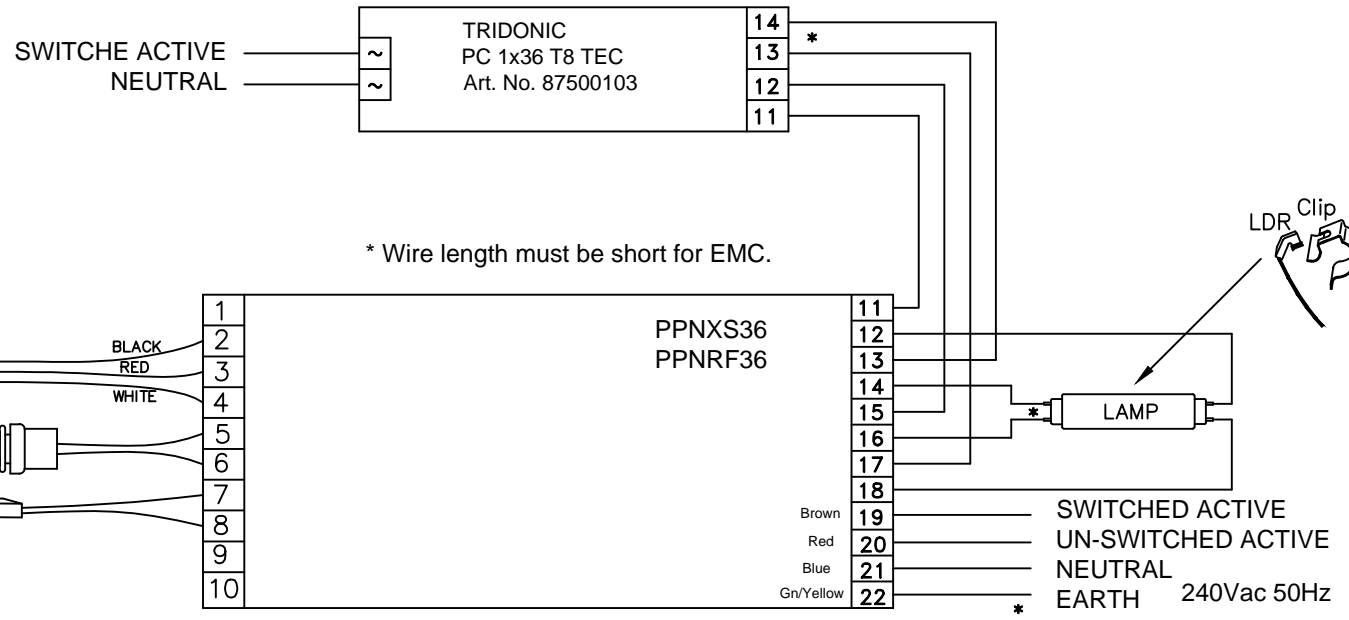 SWITCHE ACTIVE
NEUTRAL
~
~
TRIDONIC
PC 1x36 T8 TEC
Art. No. 87500103
14
13
12
11
*
* Wire length must be short for EMC.
LDR Clip
BLACK
RED
WHITE
1
2
3
4
5
6
7
8
9
10
PPNXS36
PPNRF36
11
12
13
14
15
16
17
18
* LAMP
Brown 19 SWITCHED ACTIVE
Red 20 UN-SWITCHED ACTIVE
Blue 21 NEUTRAL
Gn/Yellow 22 * EARTH 240Vac 50Hz